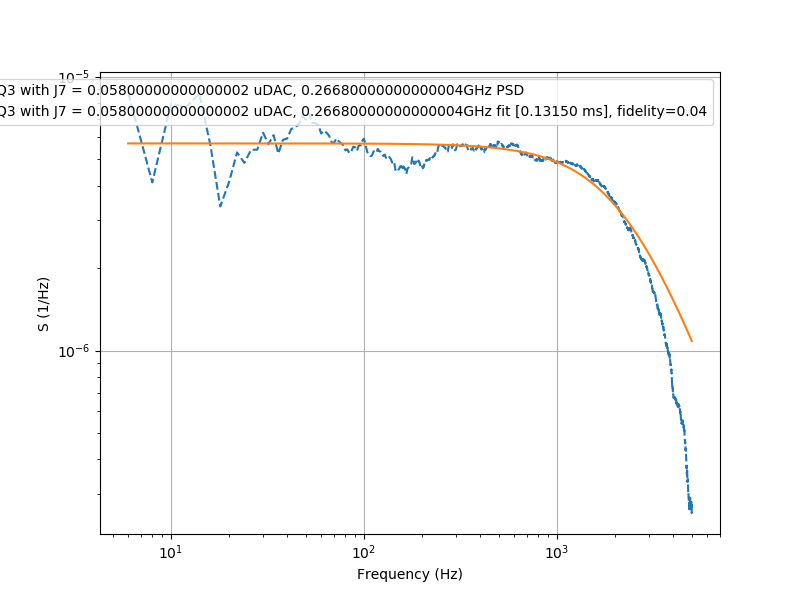 10⁻⁵
Q3 with J7 = 0.05800000000000002 uDAC, 0.26680000000000004GHz PSD
Q3 with J7 = 0.05800000000000002 uDAC, 0.26680000000000004GHz fit [0.13150 ms], fidelity=0.04
S (1/Hz)
10⁻⁶
10¹
10²
10³
Frequency (Hz)